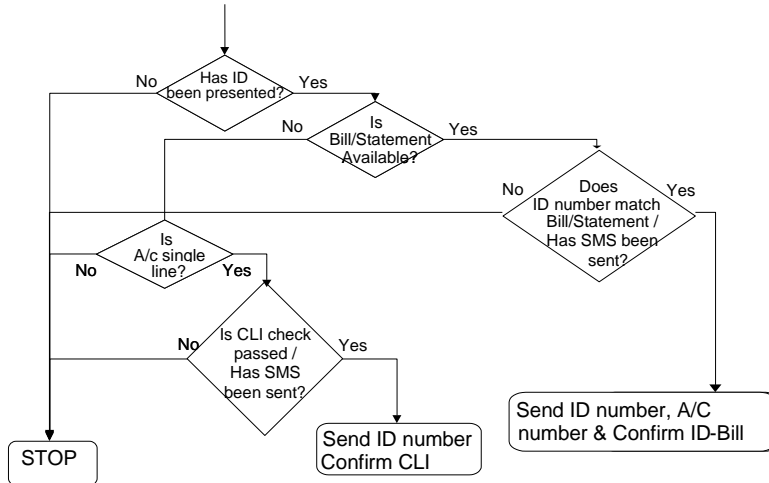 No
Has ID
been presented?
Yes
No
Is
Bill/Statement
Available?
Yes
No
Does
ID number match
Bill/Statement /
Has SMS been
sent?
Yes
Is
A/c single
line?
No
Yes
No
Is CLI check
passed /
Has SMS
been sent?
Yes
Send ID number, A/C
number & Confirm ID-Bill
Send ID number
Confirm CLI
STOP